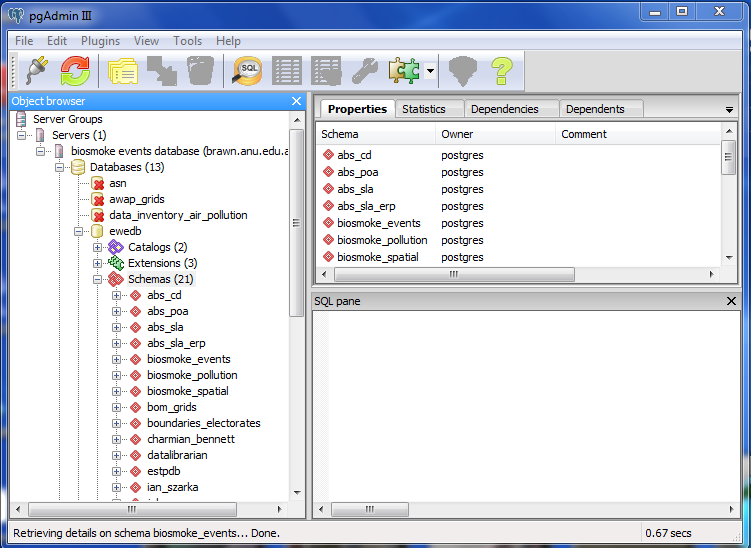 pgAdmin III
File Edit Plugins View Tools Help
SQL
Object browser
Server Groups
Servers (1)
biosmoke events database (brawn.anu.edu.a
Databases (13)
asn
awap_grids
data_inventory_air_pollution
ewedb
Catalogs (2)
Extensions (3)
Schemas (21)
abs_cd
abs_poa
abs_sla
abs_sla_erp
biosmoke_events
biosmoke_pollution
biosmoke_spatial
bom_grids
boundaries_electorates
charmian_bennett
datalibrarian
estpdb
ian_szarka
Properties Statistics Dependencies Dependents
Schema Owner Comment
abs_cd postgres
abs_poa postgres
abs_sla postgres
abs_sla_erp postgres
biosmoke_events postgres
biosmoke_pollution postgres
biosmoke_spatial postgres
SQL pane
Retrieving details on schema biosmoke_events... Done. 0.67 secs